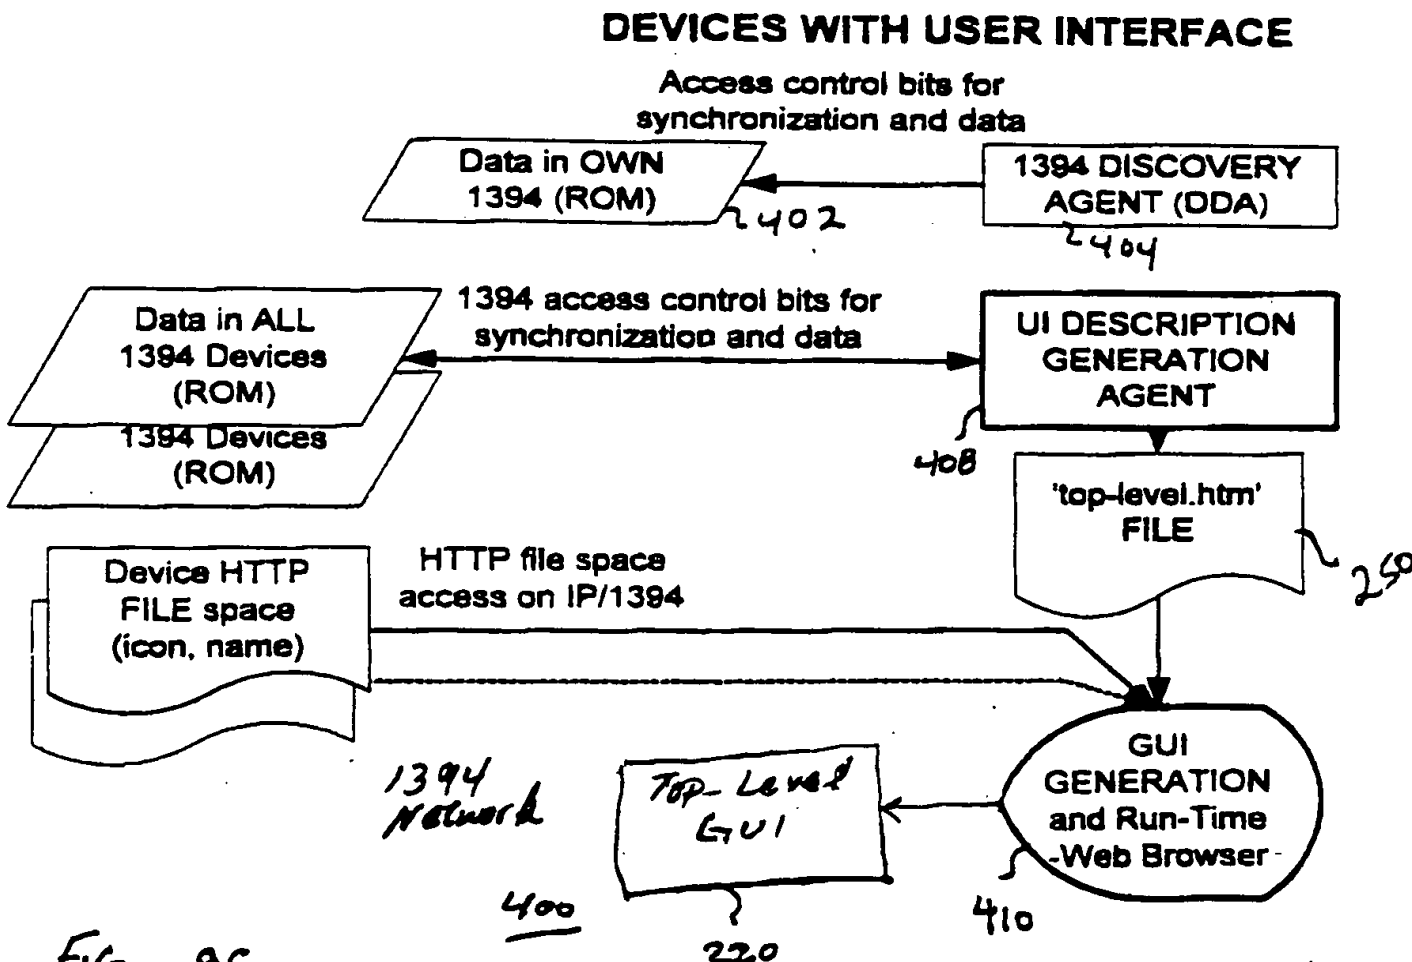 DEVICES WITH USER INTERFACE
Access control bits for
synchronization and data
Data in OWN
1394 (ROM)
1394 DISCOVERY
AGENT (DDA)
402
404
Data in ALL
1394 Devices
(ROM)
1394 Devices
(ROM)
1394 access control bits for
synchronization and data
UI DESCRIPTION
GENERATION
AGENT
408
'top-level.htm'
FILE
250
Device HTTP
FILE space
(icon, name)
HTTP file space
access on IP/1394
GUI
GENERATION
and Run-Time
-Web Browser-
410
1394
Network
Top-Level
GUI
400
220
FIG.